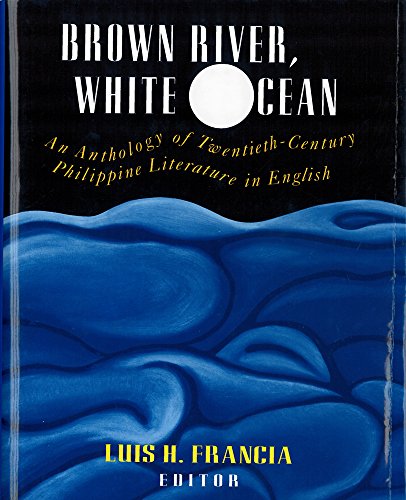 BROWN RIVER,
WHITE OCEAN
An Anthology of Twentieth-Century
Philippine Literature in English
LUIS H. FRANCIA
EDITOR